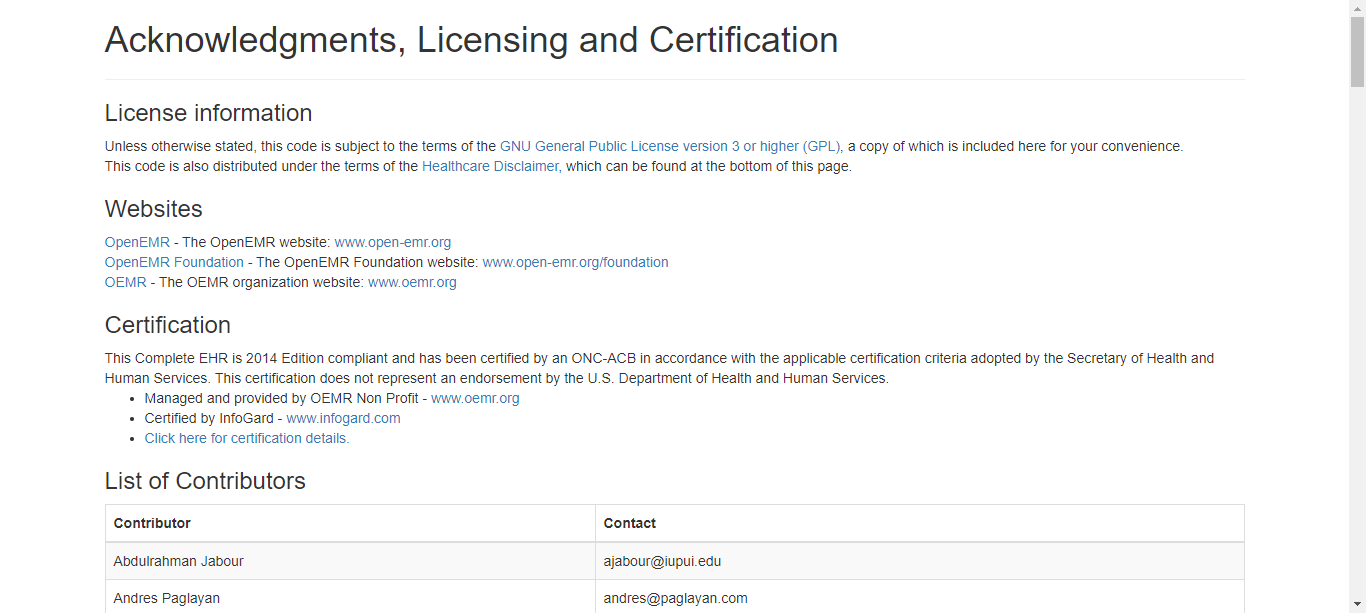 Acknowledgments, Licensing and Certification
License information
Unless otherwise stated, this code is subject to the terms of the GNU General Public License version 3 or higher (GPL), a copy of which is included here for your convenience.
This code is also distributed under the terms of the Healthcare Disclaimer, which can be found at the bottom of this page.
Websites
OpenEMR - The OpenEMR website: www.open-emr.org
OpenEMR Foundation - The OpenEMR Foundation website: www.open-emr.org/foundation
OEMR - The OEMR organization website: www.oemr.org
Certification
This Complete EHR is 2014 Edition compliant and has been certified by an ONC-ACB in accordance with the applicable certification criteria adopted by the Secretary of Health and
Human Services. This certification does not represent an endorsement by the U.S. Department of Health and Human Services.
• Managed and provided by OEMR Non Profit - www.oemr.org
• Certified by InfoGard - www.infogard.com
• Click here for certification details.
List of Contributors
Contributor Contact
Abdulrahman Jabour ajabour@iupui.edu
Andres Paglayan andres@paglayan.com